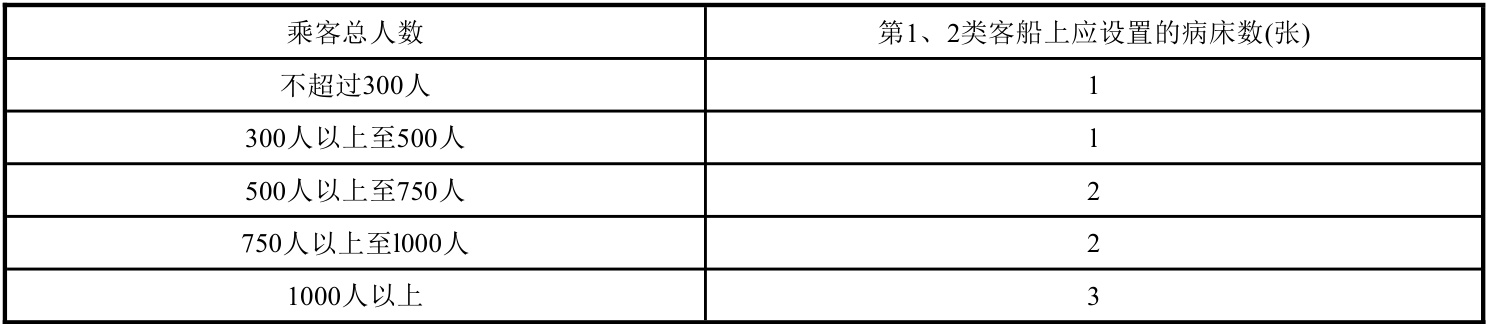 乘客总人数 第1、2类客船上应设置的病床数(张)
不超过300人 1
300人以上至500人 1
500人以上至750人 2
750人以上至l000人 2
1000人以上 3